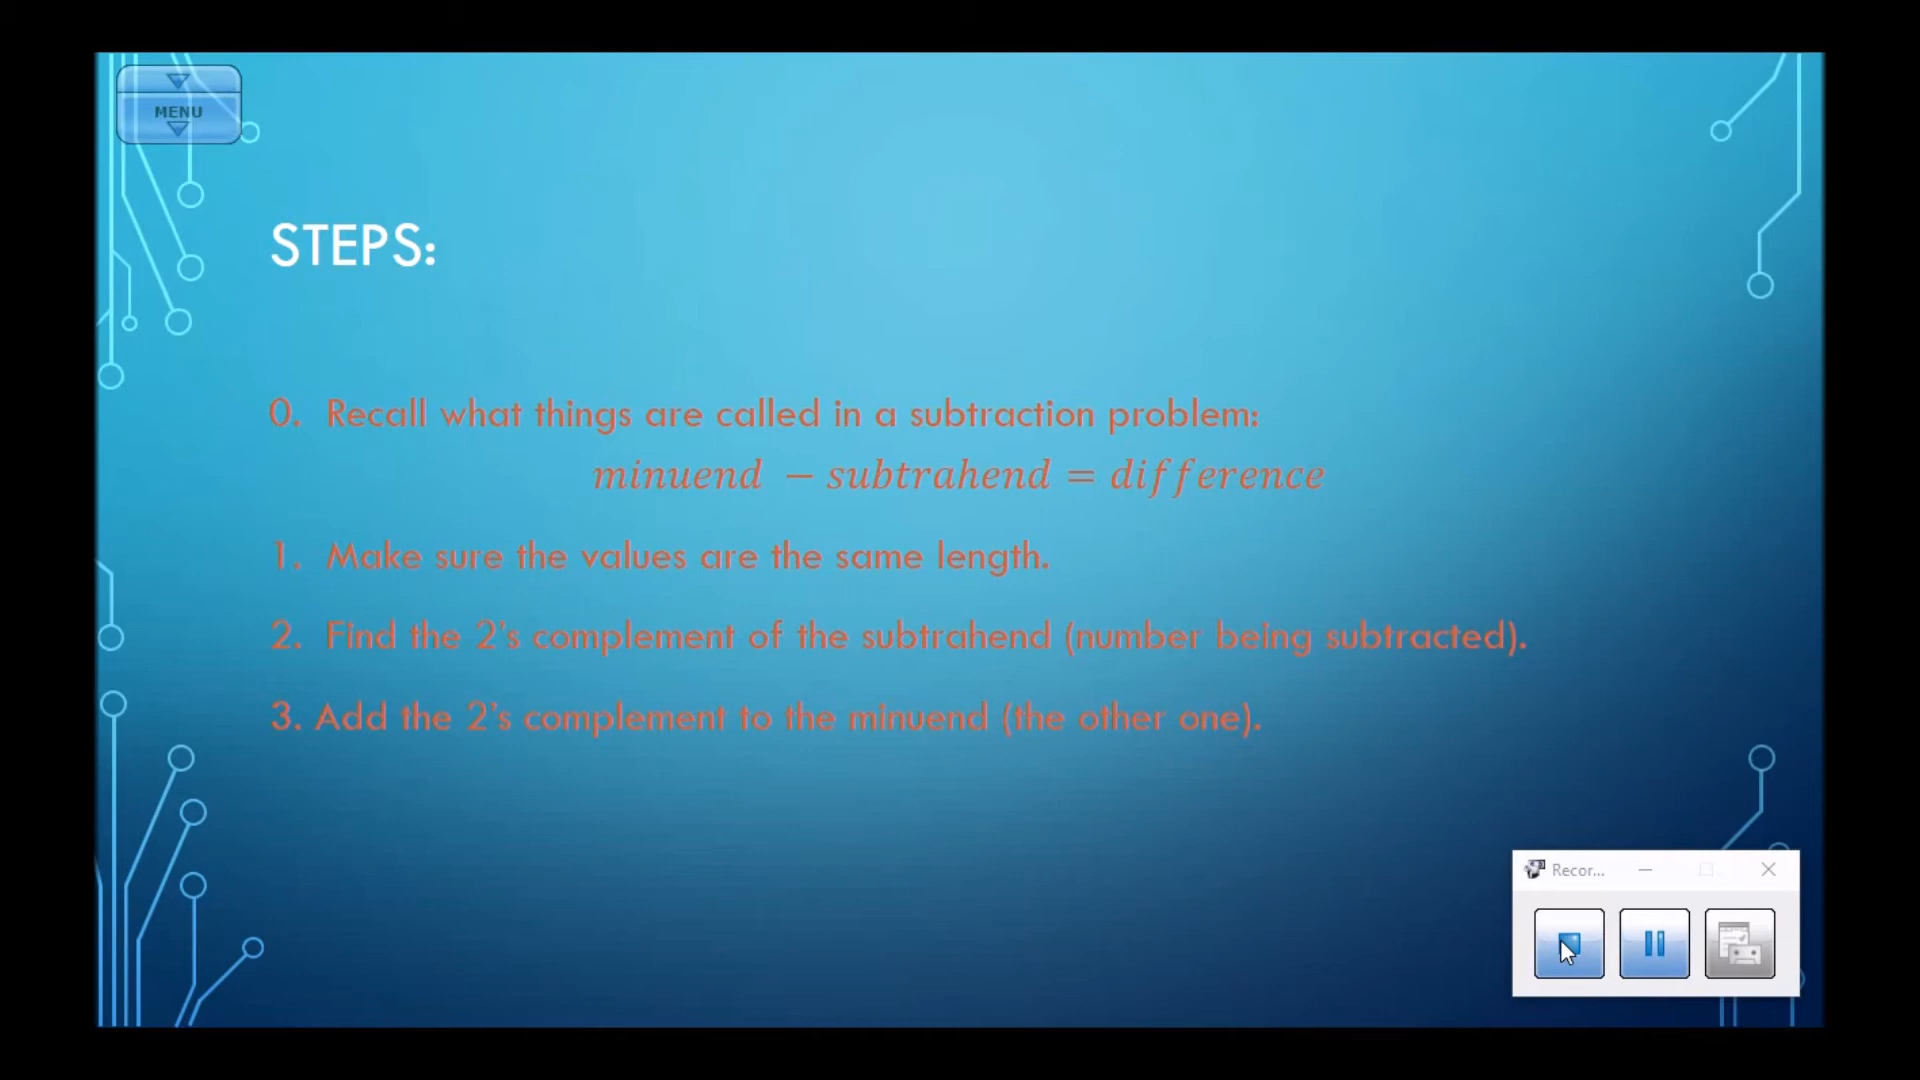 MENU
STEPS:
0. Recall what things are called in a subtraction problem:
minuend − subtrahend = difference
1. Make sure the values are the same length.
2. Find the 2's complement of the subtrahend (number being subtracted).
3. Add the 2's complement to the minuend (the other one).
Recor...